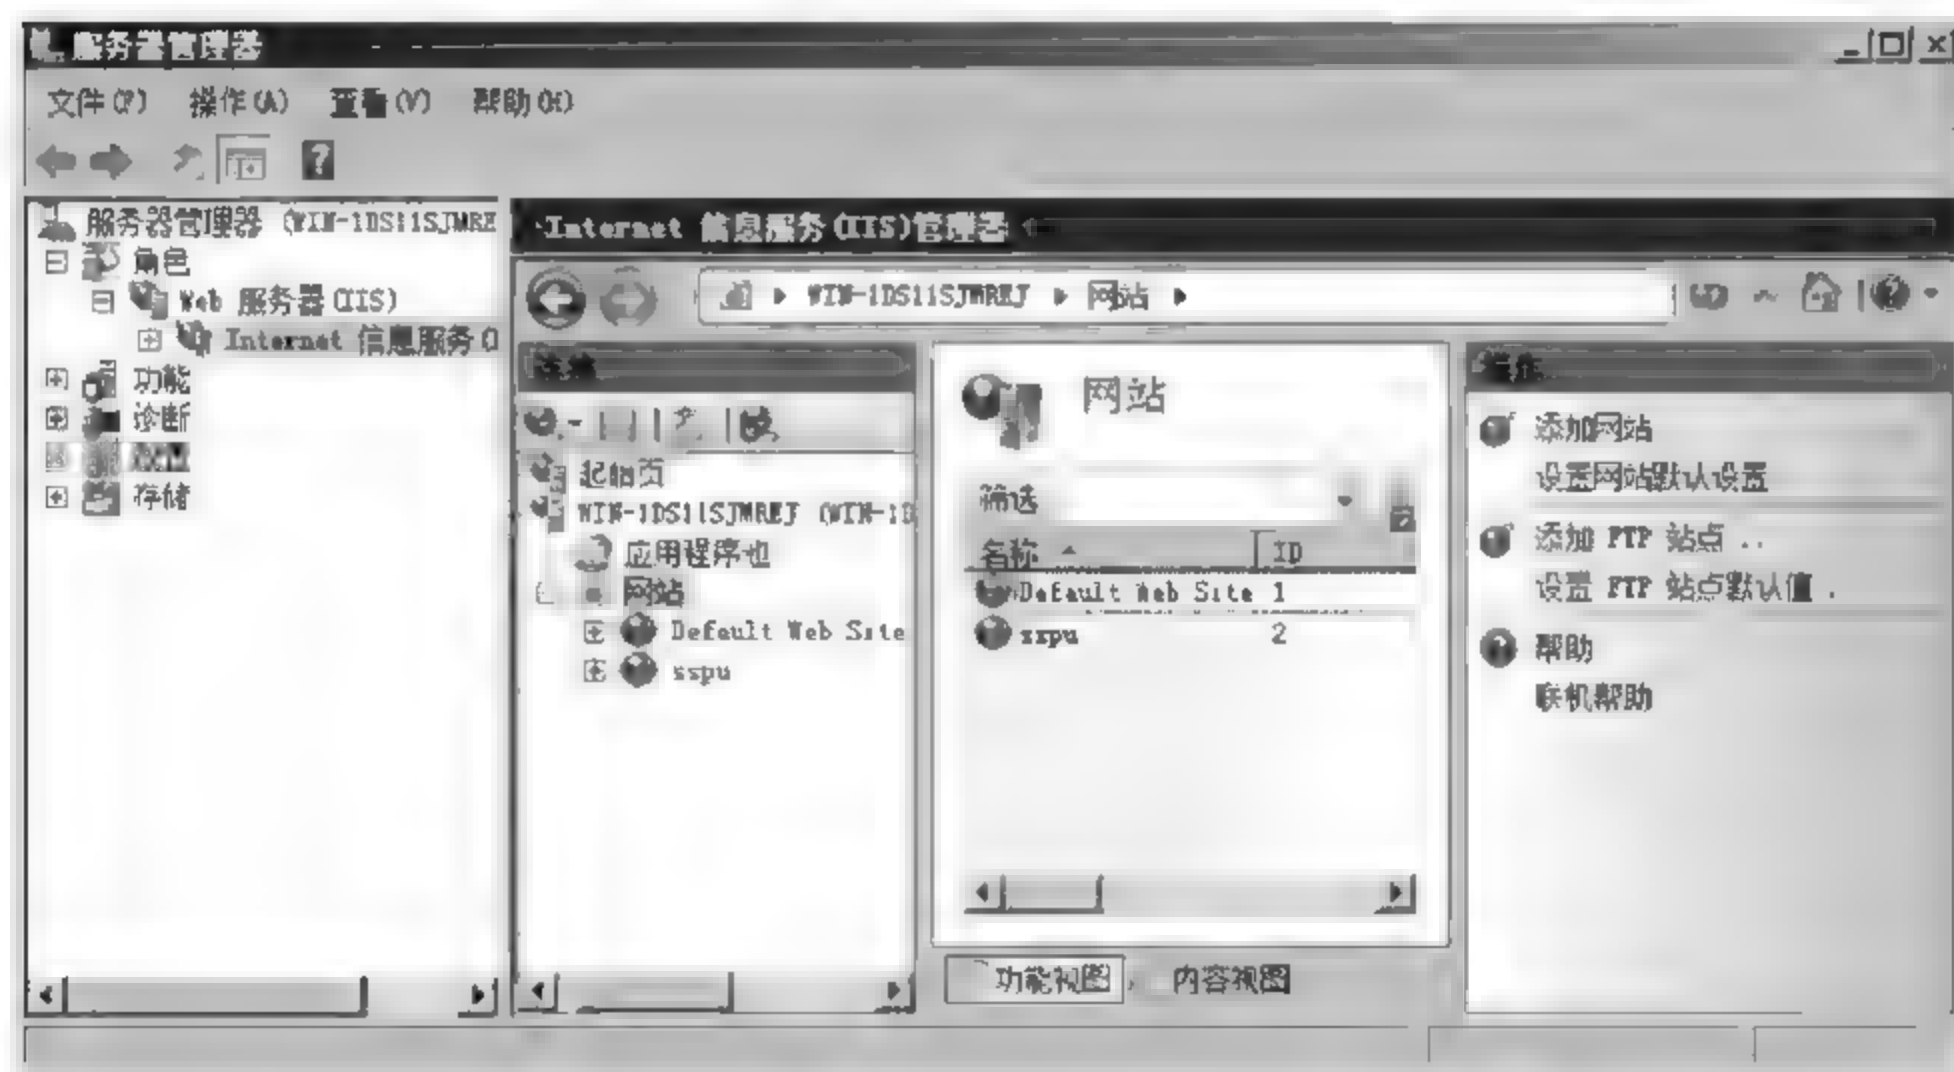 服务器管理器
文件(F) 操作(A) 查看(V) 帮助(H)
服务器管理器 (WIN-1DS11SJMRE
角色
Web 服务器(IIS)
Internet 信息服务(I
功能
诊断
存储
Internet 信息服务(IIS)管理器
WIN-1DS11SJMREJ 网站
起始页
WIN-1DS11SJMREJ (WIN-1D
应用程序池
网站
Default Web Site
sspu
网站
筛选
名称 ID
Default Web Site 1
sspu 2
功能视图 内容视图
添加网站
设置网站默认设置
添加 FTP 站点..
设置 FTP 站点默认值.
帮助
联机帮助